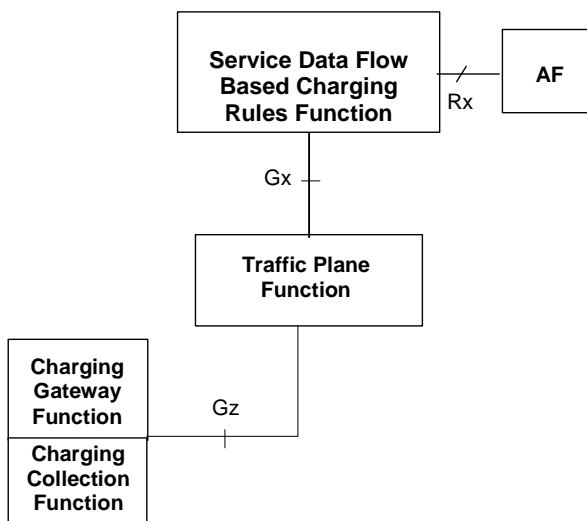 Service Data Flow
Based Charging
Rules Function
AF
Rx
Gx
Traffic Plane
Function
Charging
Gateway
Function
Gz
Charging
Collection
Function